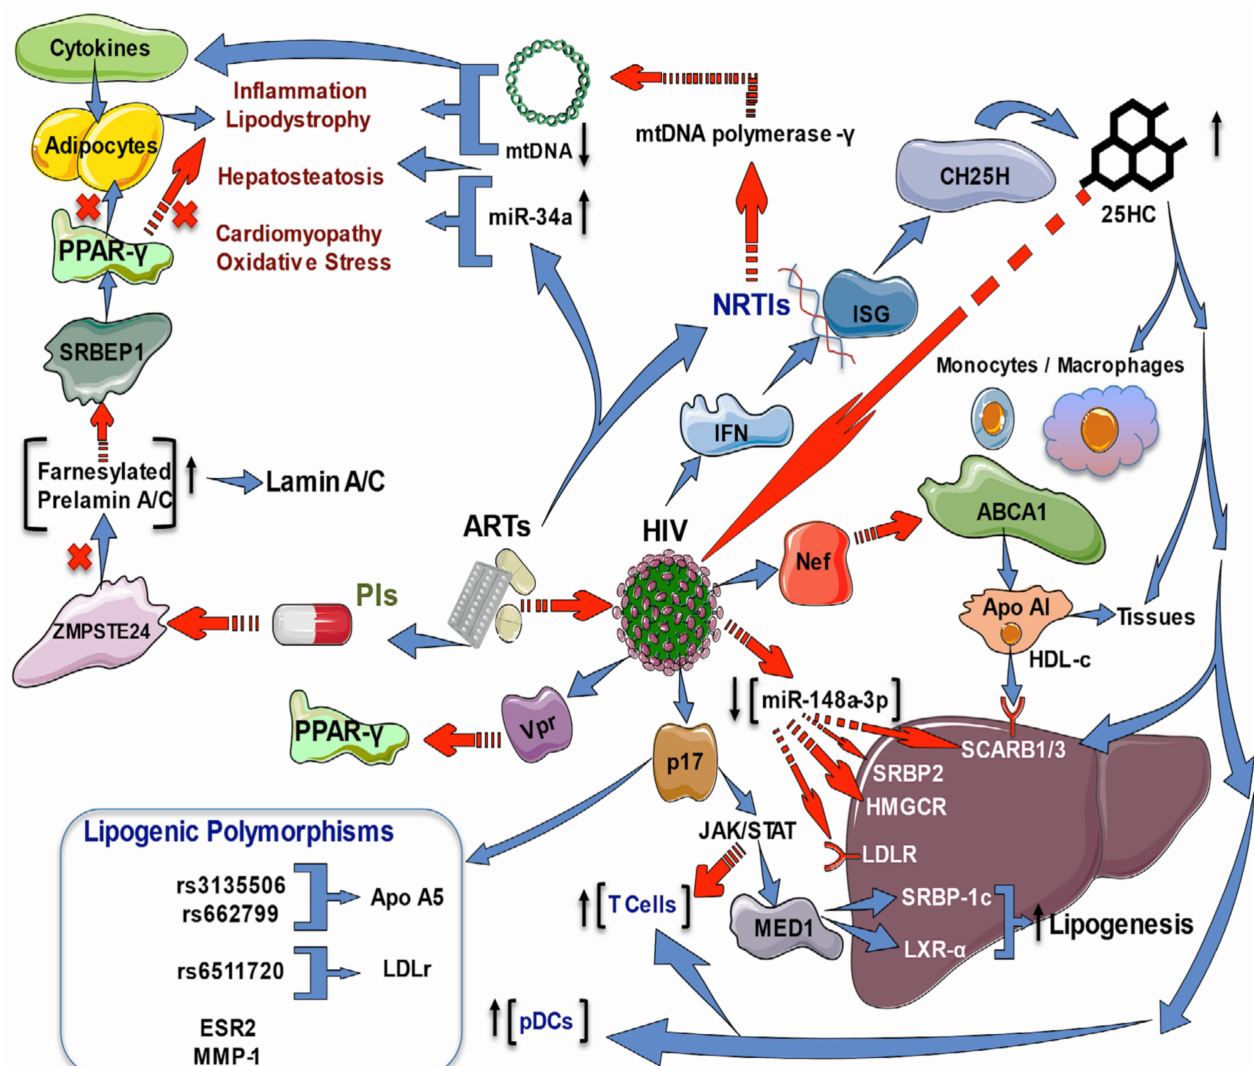 Cytokines
Adipocytes
PPAR-γ
SRBEP1
Farnesylated
Prelamin A/C
Lamin A/C
ZMPSTE24
PIs
ARTs
Inflammation
Lipodystrophy
Hepatosteatosis
Cardiomyopathy
Oxidative Stress
mtDNA
miR-34a
mtDNA polymerase -γ
NRTIs
HIV
IFN
ISG
CH25H
25HC
Monocytes / Macrophages
Nef
ABCA1
Apo AI
HDL-c
Tissues
miR-148a-3p
SCARB1/3
SRBP2
HMGCR
LDLR
PPAR-γ
Vpr
p17
JAK/STAT
T Cells
MED1
SRBP-1c
LXR-α
Lipogenesis
pDCs
Lipogenic Polymorphisms
rs3135506
rs662799
Apo A5
rs6511720
LDLr
ESR2
MMP-1